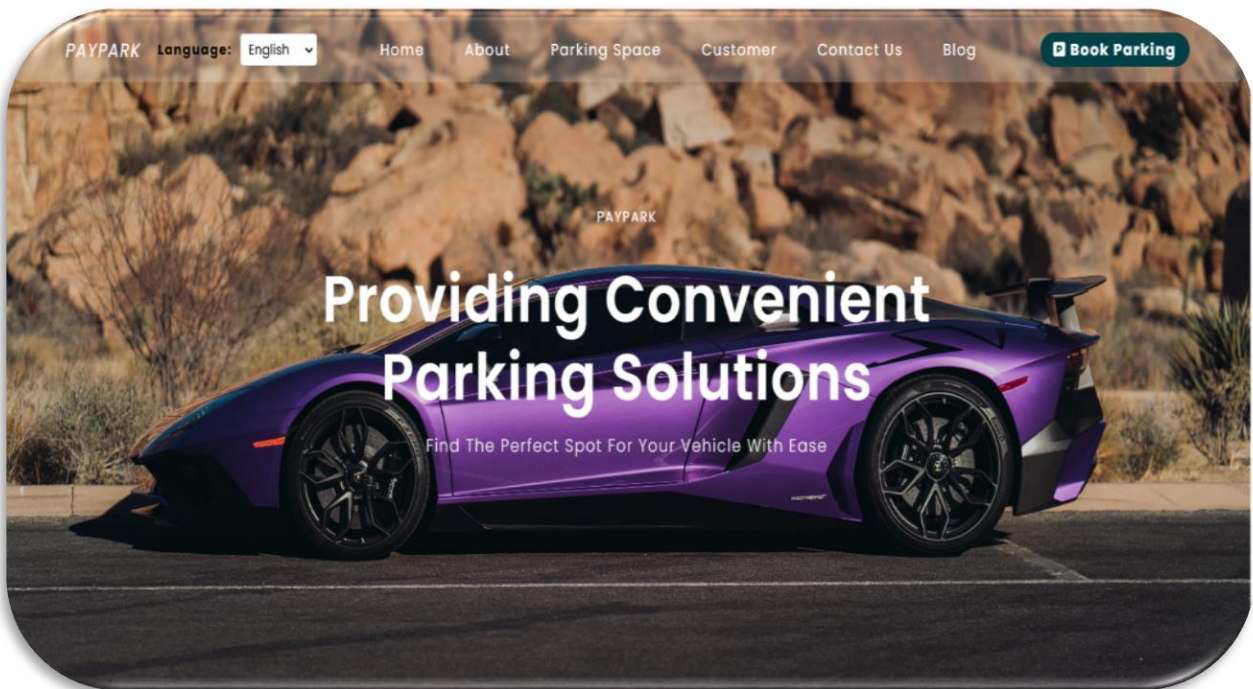 PAYPARK Language: English Home About Parking Space Customer Contact Us Blog Book Parking
PAYPARK
Providing Convenient
Parking Solutions
Find The Perfect Spot For Your Vehicle With Ease